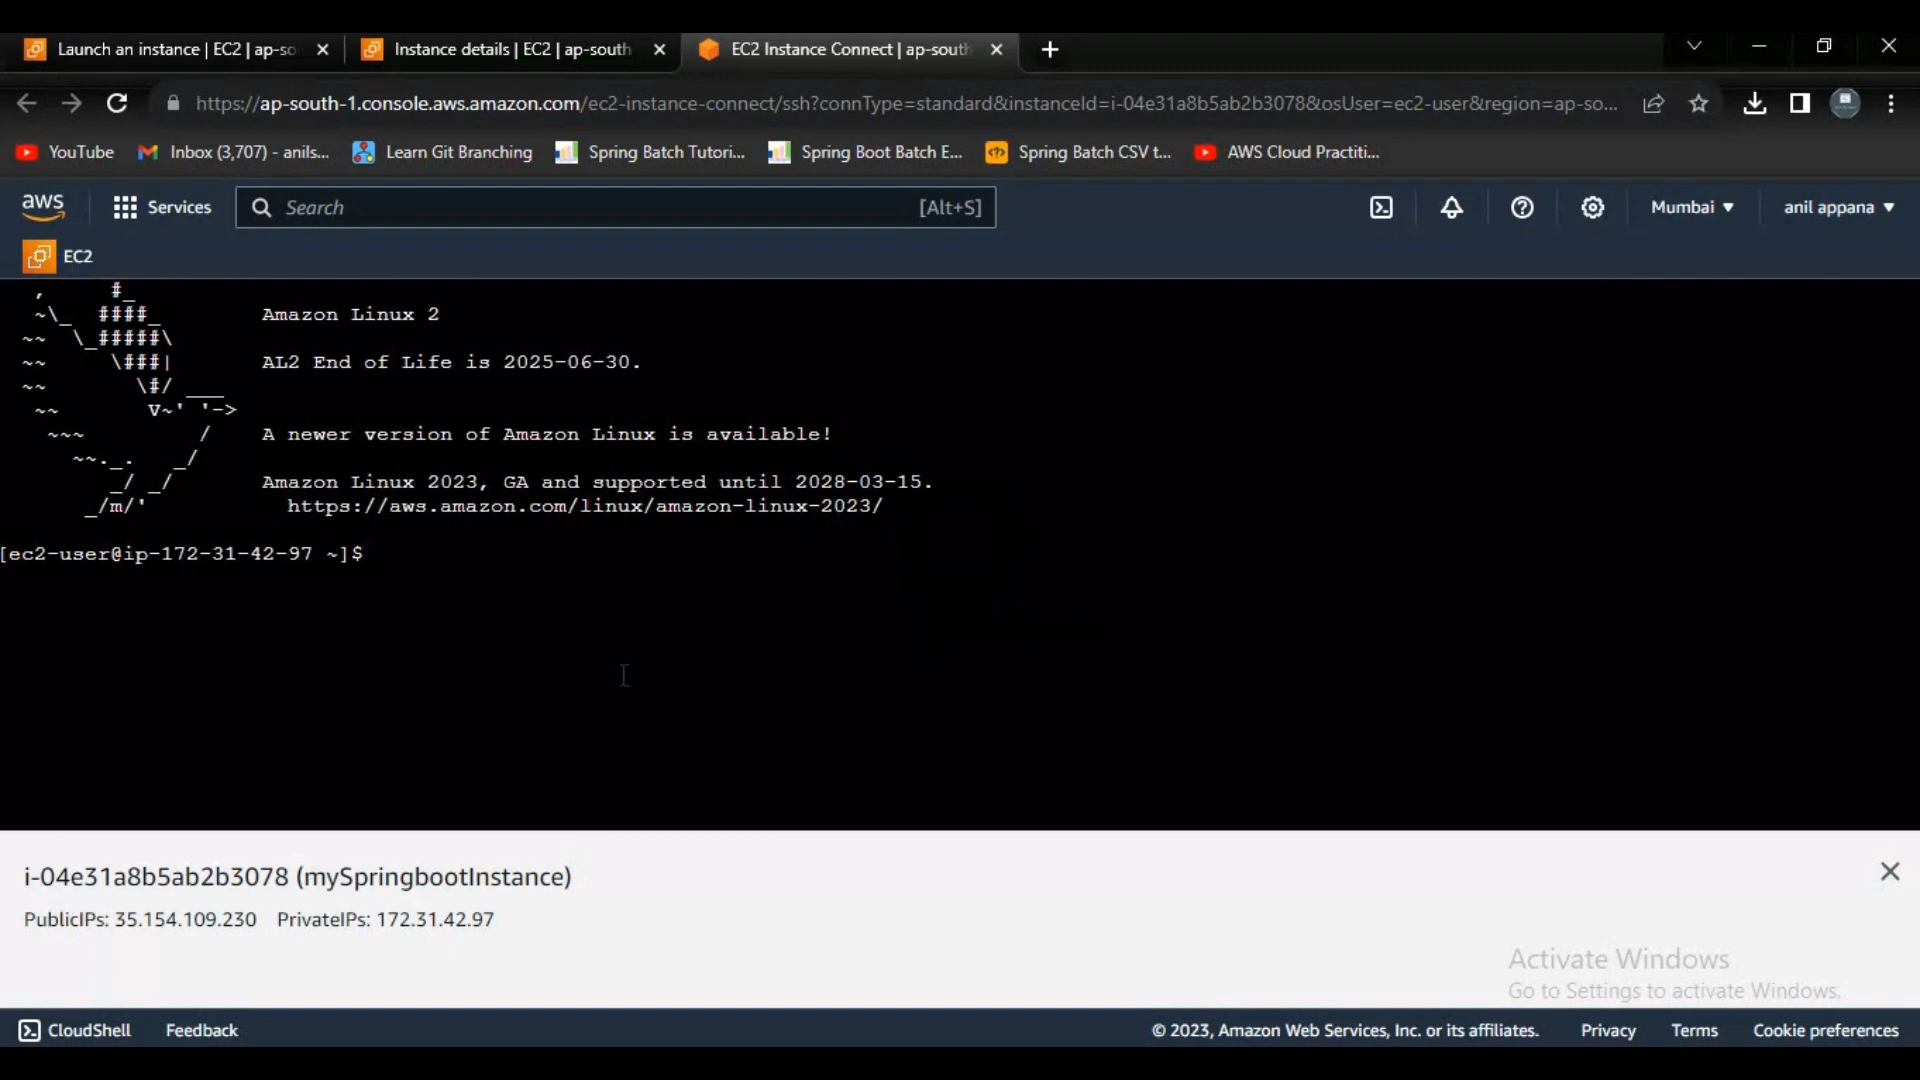 Launch an instance | EC2 | ap-so
Instance details | EC2 | ap-south
EC2 Instance Connect | ap-south
https://ap-south-1.console.aws.amazon.com/ec2-instance-connect/ssh?connType=standard&instanceId=i-04e31a8b5ab2b3078&osUser=ec2-user&region=ap-so...
YouTube
Inbox (3,707) - anils...
Learn Git Branching
Spring Batch Tutori...
Spring Boot Batch E...
Spring Batch CSV t...
AWS Cloud Practiti...
aws
Services
Search
[Alt+S]
Mumbai
anil appana
EC2
   ,     #_
   ~\_  ####_        Amazon Linux 2
  ~~  \_#####\
  ~~     \###|       AL2 End of Life is 2025-06-30.
  ~~       \#/ ___
   ~~       V~' '->
    ~~~         /    A newer version of Amazon Linux is available!
      ~~._.   _/
         _/ _/       Amazon Linux 2023, GA and supported until 2028-03-15.
       _/m/'           https://aws.amazon.com/linux/amazon-linux-2023/
[ec2-user@ip-172-31-42-97 ~]$
i-04e31a8b5ab2b3078 (mySpringbootInstance)
PublicIPs: 35.154.109.230 PrivateIPs: 172.31.42.97
Activate Windows
Go to Settings to activate Windows.
CloudShell
Feedback
© 2023, Amazon Web Services, Inc. or its affiliates.
Privacy
Terms
Cookie preferences